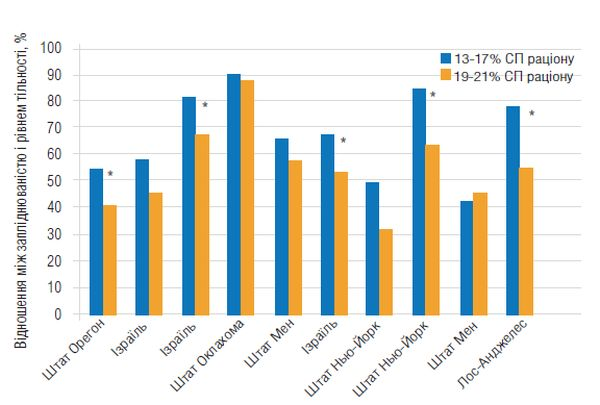 Відношення між запліднюваністю і рівнем тільності, %
100
90
80
70
60
50
40
30
20
10
0
13-17% СП раціону
19-21% СП раціону
*
*
*
*
*
Штат Орегон
Ізраїль
Ізраїль
Штат Оклахома
Штат Мен
Ізраїль
Штат Нью-Йорк
Штат Нью-Йорк
Штат Мен
Лос-Анджелес